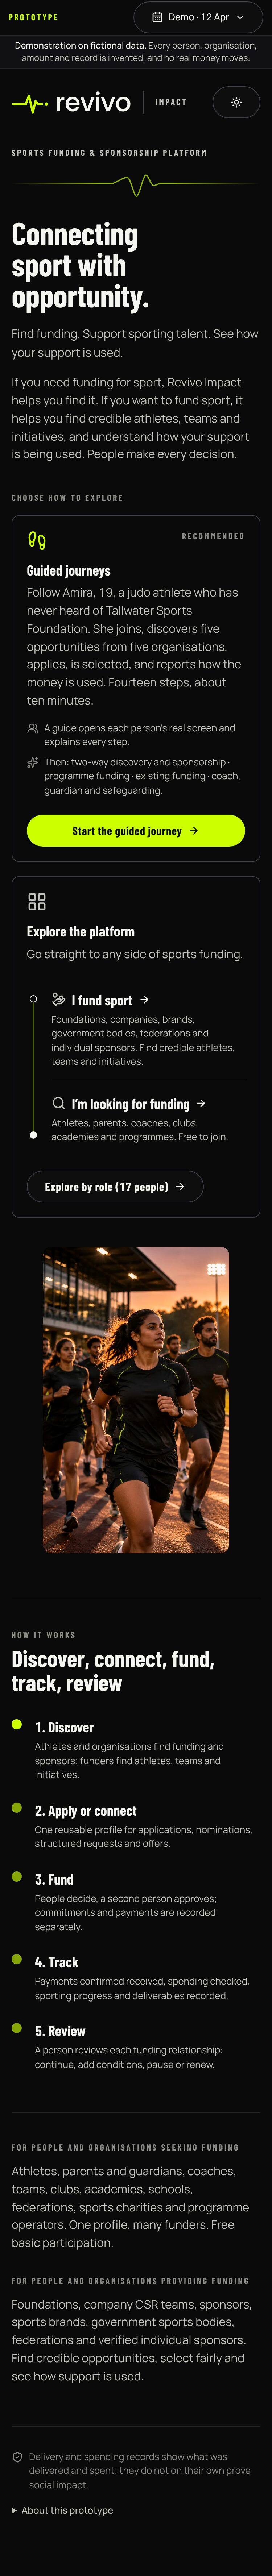 PROTOTYPE
Demo · 12 Apr
Demonstration on fictional data. Every person, organisation,
amount and record is invented, and no real money moves.
revivo
IMPACT
SPORTS FUNDING & SPONSORSHIP PLATFORM
Connecting
sport with
opportunity.
Find funding. Support sporting talent. See how
your support is used.
If you need funding for sport, Revivo Impact
helps you find it. If you want to fund sport, it
helps you find credible athletes, teams and
initiatives, and understand how your support
is being used. People make every decision.
CHOOSE HOW TO EXPLORE
RECOMMENDED
Guided journeys
Follow Amira, 19, a judo athlete who has
never heard of Tallwater Sports
Foundation. She joins, discovers five
opportunities from five organisations,
applies, is selected, and reports how the
money is used. Fourteen steps, about
ten minutes.
A guide opens each person's real screen and
explains every step.
Then: two-way discovery and sponsorship ·
programme funding · existing funding · coach,
guardian and safeguarding.
Start the guided journey
Explore the platform
Go straight to any side of sports funding.
I fund sport
Foundations, companies, brands,
government bodies, federations and
individual sponsors. Find credible athletes,
teams and initiatives.
I'm looking for funding
Athletes, parents, coaches, clubs,
academies and programmes. Free to join.
Explore by role (17 people)
HOW IT WORKS
Discover, connect, fund,
track, review
1. Discover
Athletes and organisations find funding and
sponsors; funders find athletes, teams and
initiatives.
2. Apply or connect
One reusable profile for applications, nominations,
structured requests and offers.
3. Fund
People decide, a second person approves;
commitments and payments are recorded
separately.
4. Track
Payments confirmed received, spending checked,
sporting progress and deliverables recorded.
5. Review
A person reviews each funding relationship:
continue, add conditions, pause or renew.
FOR PEOPLE AND ORGANISATIONS SEEKING FUNDING
Athletes, parents and guardians, coaches,
teams, clubs, academies, schools,
federations, sports charities and programme
operators. One profile, many funders. Free
basic participation.
FOR PEOPLE AND ORGANISATIONS PROVIDING FUNDING
Foundations, company CSR teams, sponsors,
sports brands, government sports bodies,
federations and verified individual sponsors.
Find credible opportunities, select fairly and
see how support is used.
Delivery and spending records show what was
delivered and spent; they do not on their own prove
social impact.
About this prototype